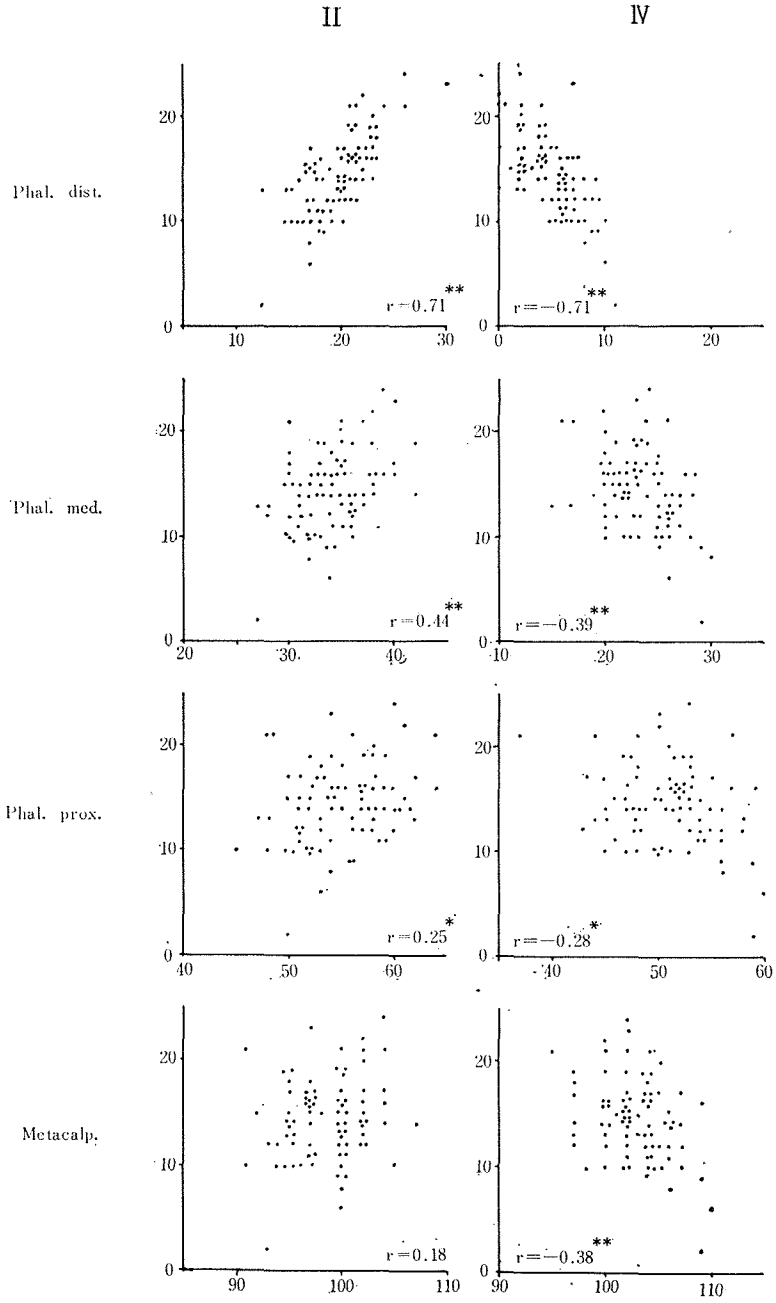 II IV
Phal. dist.
20 20
10 10
r=0.71** r=-0.71**
0 0
10 20 30 0 10 20
Phal. med.
20 20
10 10
r=0.44** r=-0.39**
0 0
20 30 40 10 20 30
Phal. prox.
20 20
10 10
r=0.25* r=-0.28*
0 0
40 50 60 40 50 60
Metacalp.
20 20
10 10
r=0.18 r=-0.38**
0 0
90 100 110 90 100 110